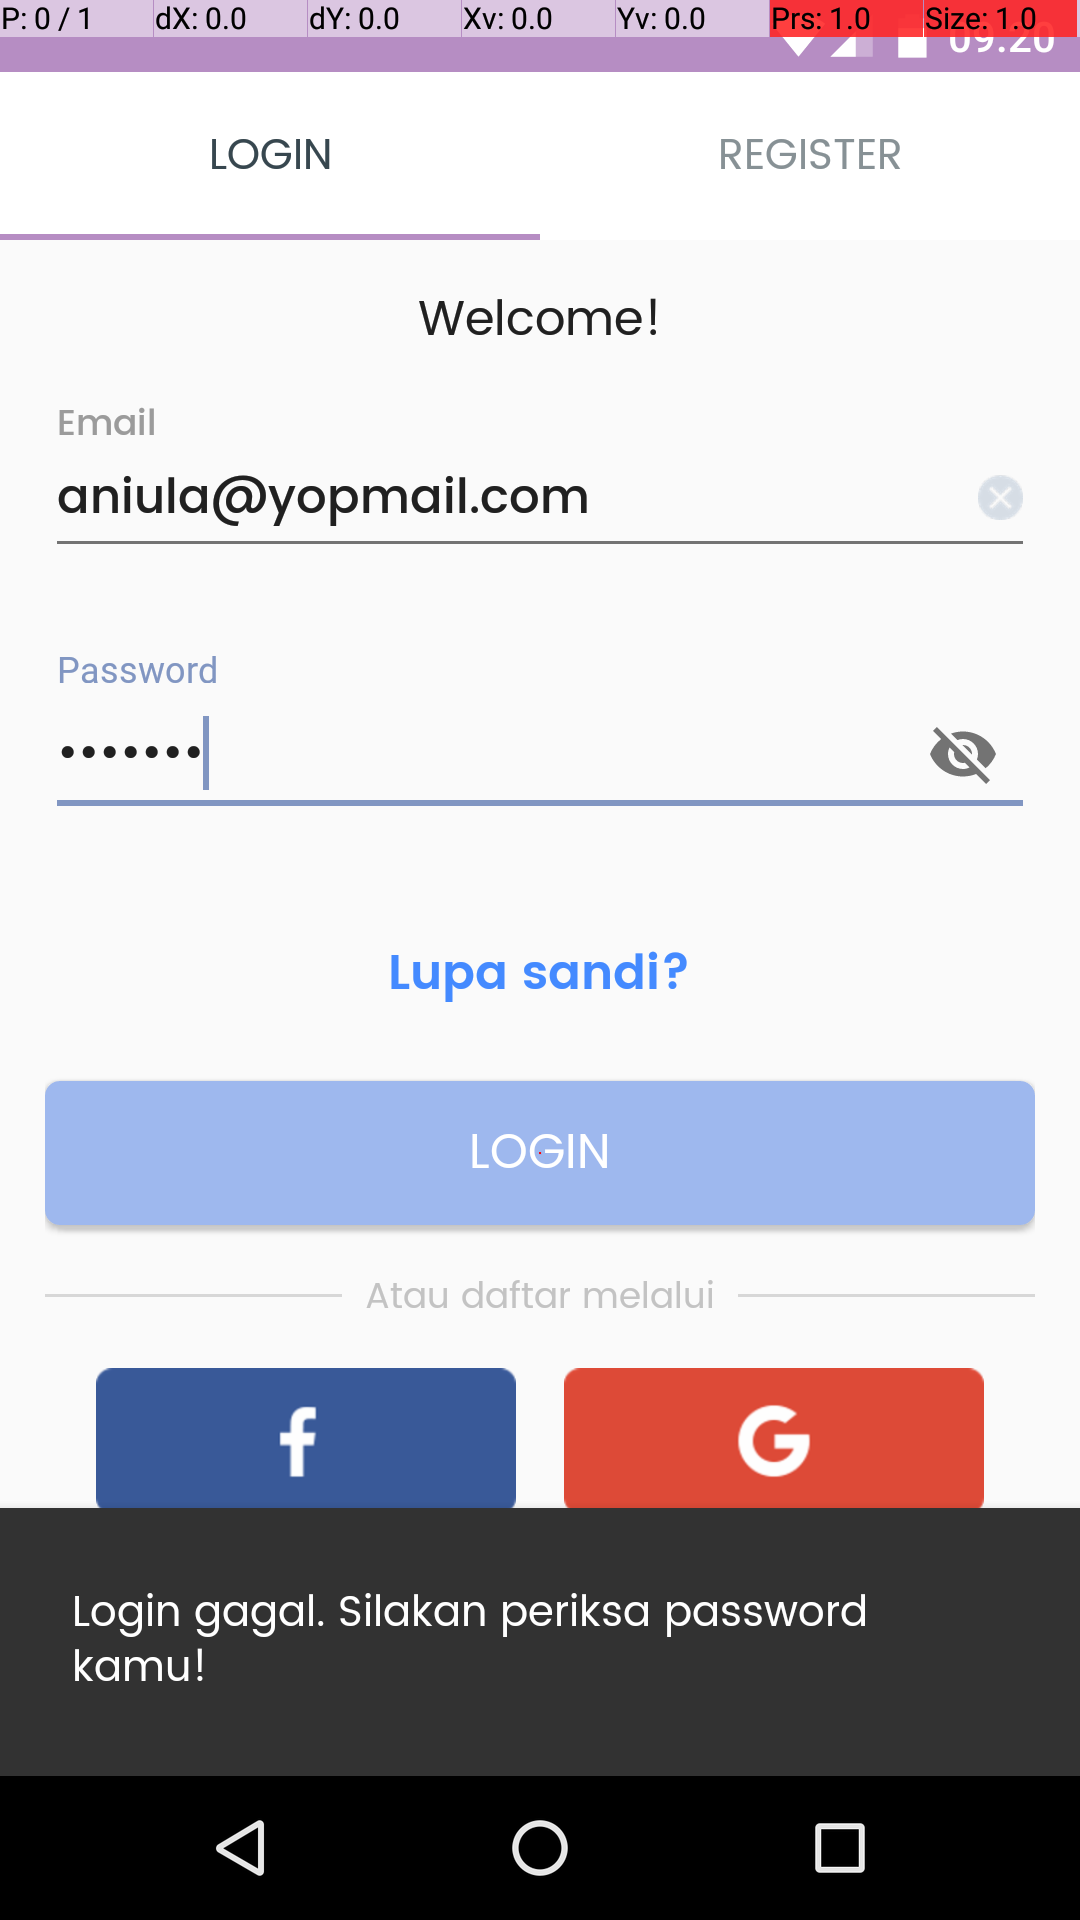 P: 0 / 1 dX: 0.0 dY: 0.0 Xv: 0.0 Yv: 0.0 Prs: 1.0 Size: 1.0
09:20
LOGIN REGISTER
Welcome!
Email
aniula@yopmail.com
Password
•••••••
Lupa sandi?
LOGIN
Atau daftar melalui
f G
Login gagal. Silakan periksa password
kamu!